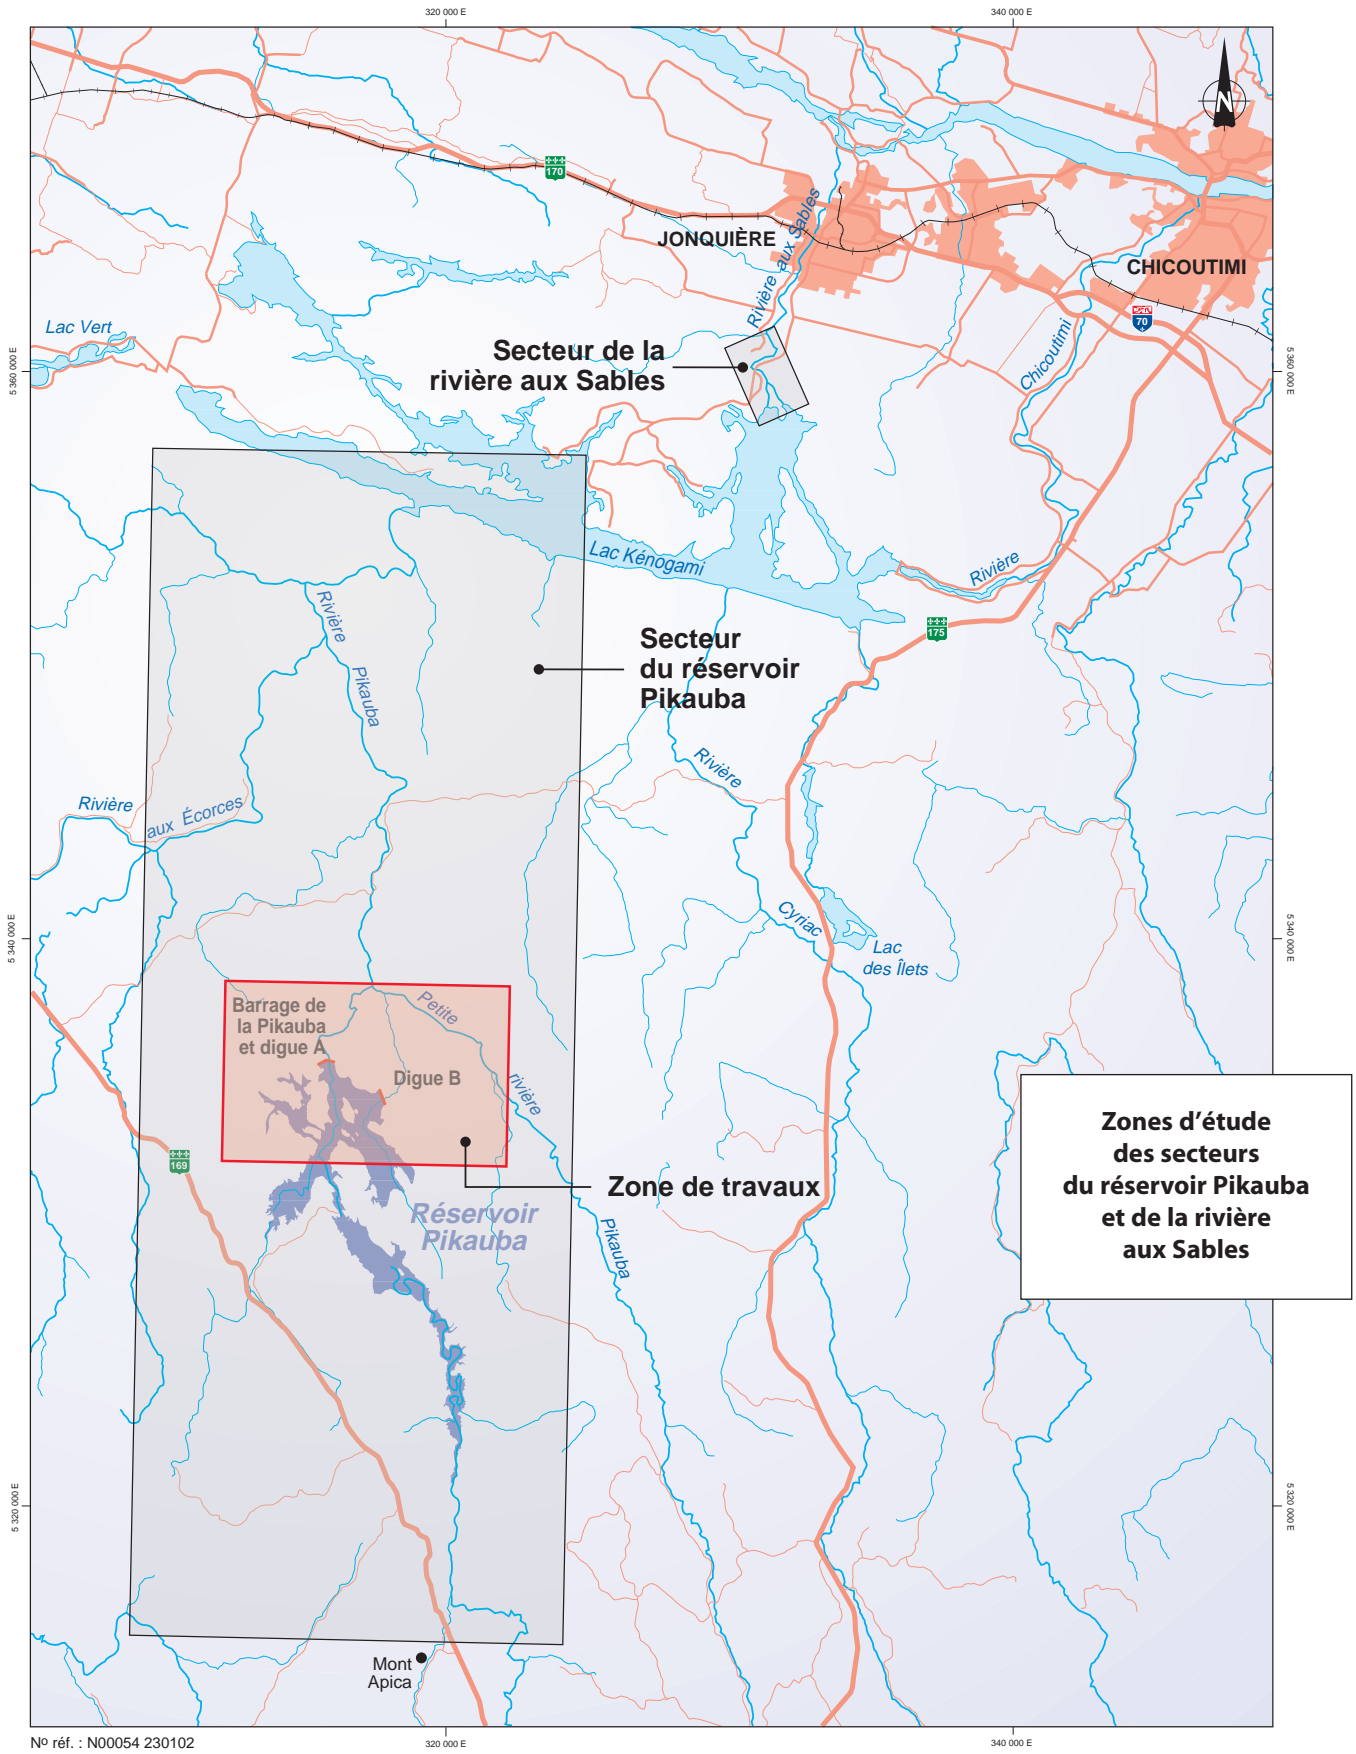 320 000 E
340 000 E
N
170
JONQUIÈRE
Rivière aux Sables
CHICOUTIMI
70
Lac Vert
Secteur de la
rivière aux Sables
Chicoutimi
5 360 000 E
5 360 000 E
Lac Kénogami
Rivière
Rivière
Pikauba
175
Secteur
du réservoir
Pikauba
Rivière
Rivière
aux Écorces
Cyriac
Lac
des Îlets
5 340 000 E
5 340 000 E
Barrage de
la Pikauba
et digue A
Petite
rivière
Pikauba
Digue B
169
Zone de travaux
Réservoir
Pikauba
Zones d’étude
des secteurs
du réservoir Pikauba
et de la rivière
aux Sables
5 320 000 E
5 320 000 E
Mont
Apica
Nº réf. : N00054 230102
320 000 E
340 000 E